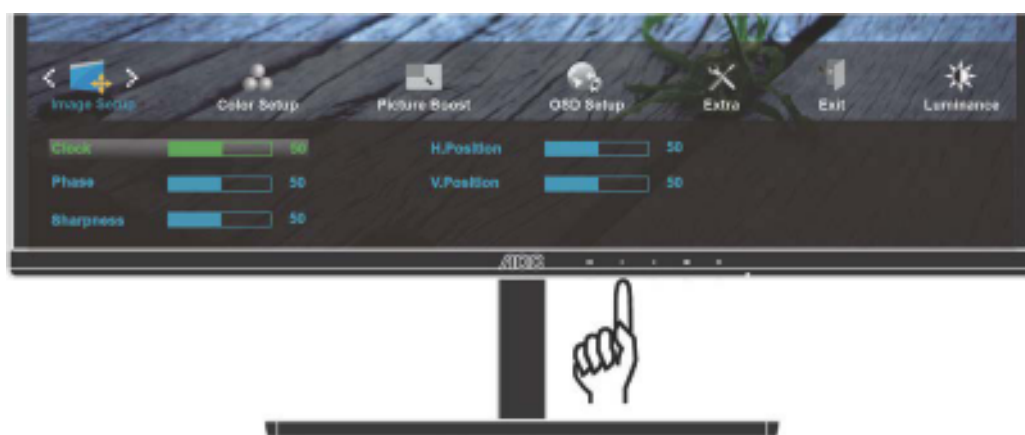 < >
Image Setup Color Setup Picture Boost OSD Setup Extra Exit Luminance
Clock 50 H.Position 50
Phase 50 V.Position 50
Sharpness 50
AOC